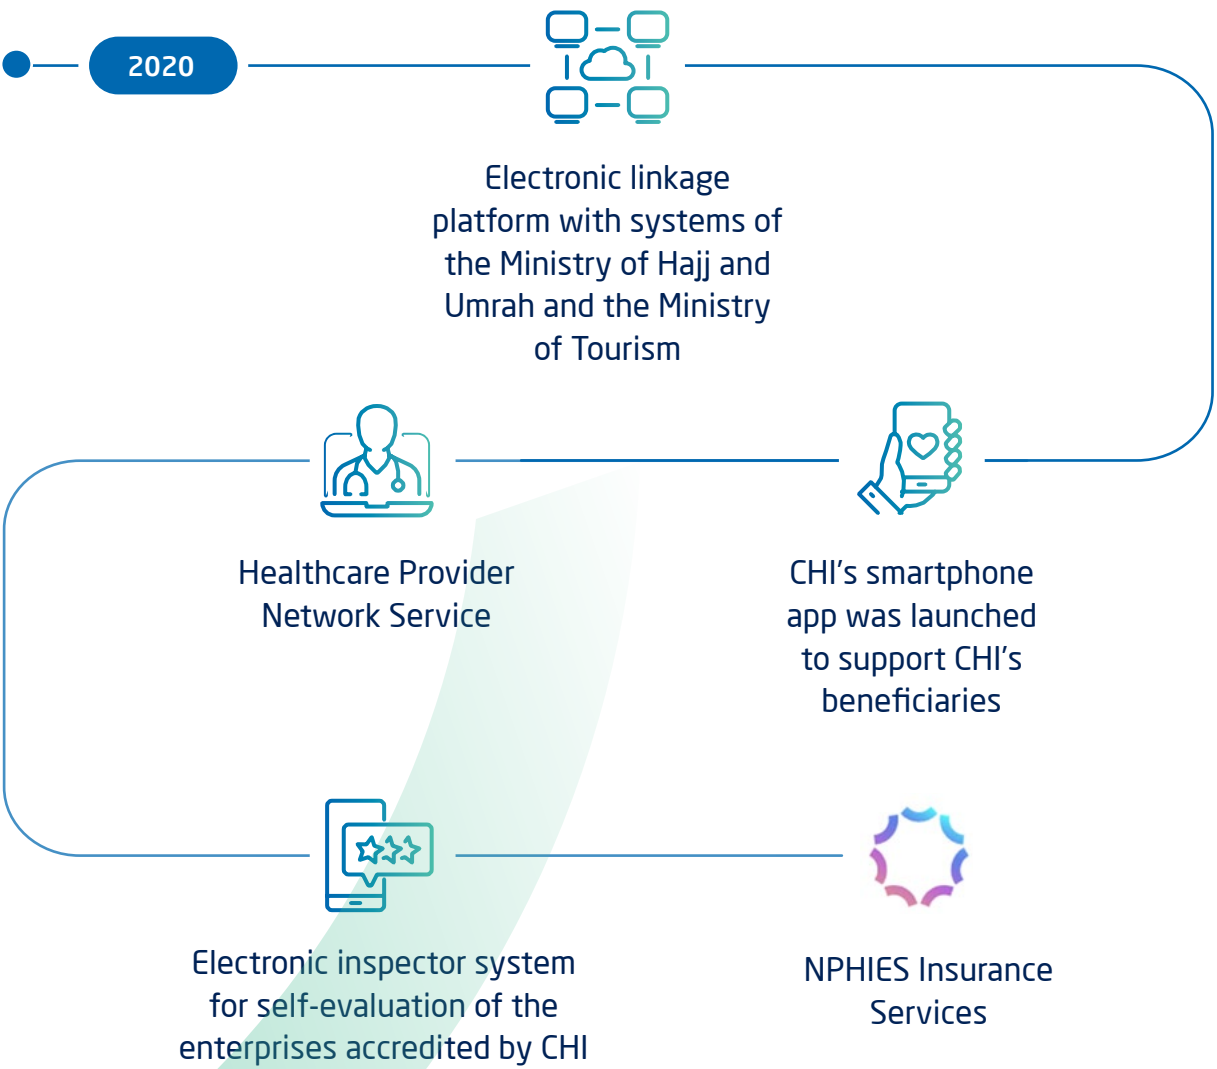 2020
Electronic linkage
platform with systems of
the Ministry of Hajj and
Umrah and the Ministry
of Tourism
CHI's smartphone
app was launched
to support CHI's
beneficiaries
Healthcare Provider
Network Service
Electronic inspector system
for self-evaluation of the
enterprises accredited by CHI
NPHIES Insurance
Services